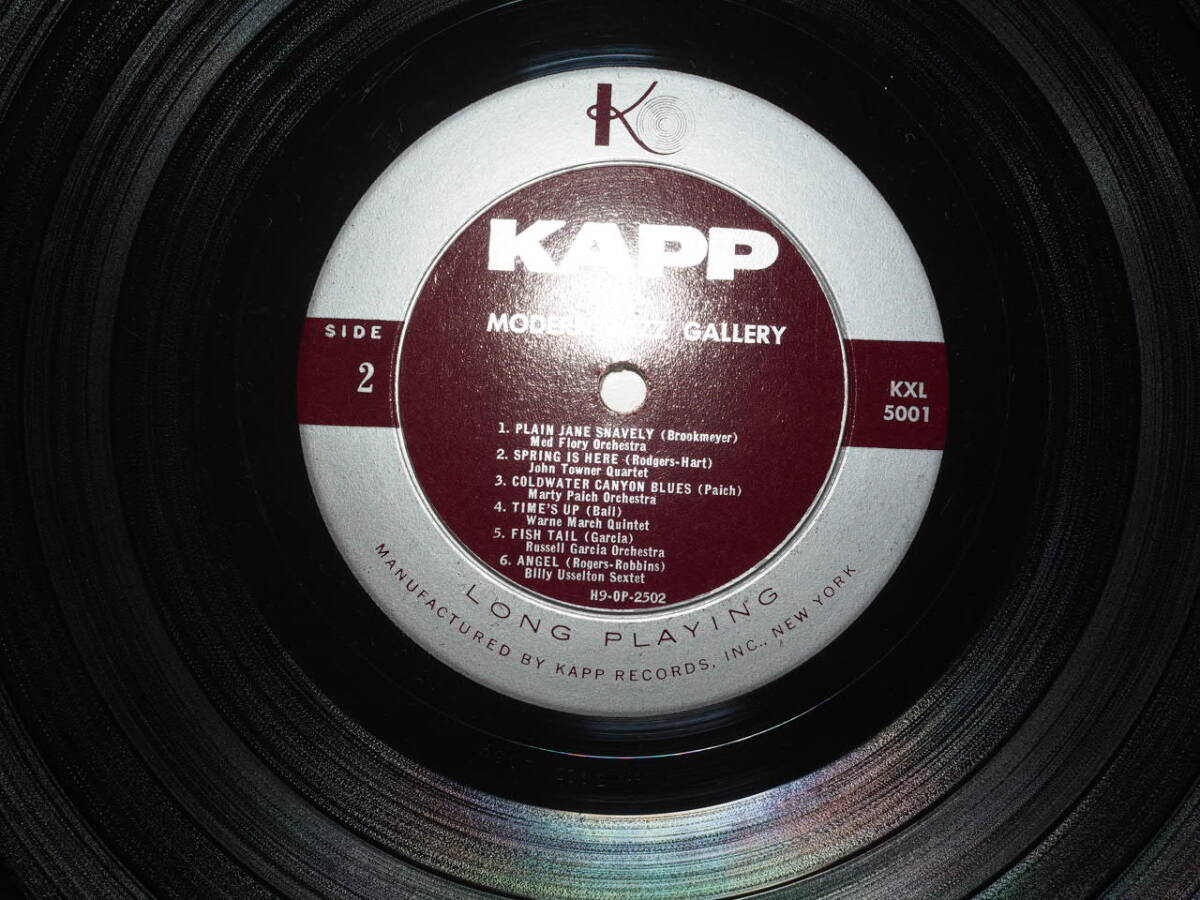 K
KAPP
MODERN JAZZ GALLERY
SIDE
2
KXL
5001
1. PLAIN JANE SNAVELY (Brookmeyer)
Med Flory Orchestra
2. SPRING IS HERE (Rodgers-Hart)
John Towner Quartet
3. COLDWATER CANYON BLUES (Paich)
Marty Paich Orchestra
4. TIME'S UP (Ball)
Warne March Quintet
5. FISH TAIL (Garcia)
Russell Garcia Orchestra
6. ANGEL (Rogers-Robbins)
Billy Usselton Sextet
H9-OP-2502
LONG PLAYING
MANUFACTURED BY KAPP RECORDS, INC., NEW YORK